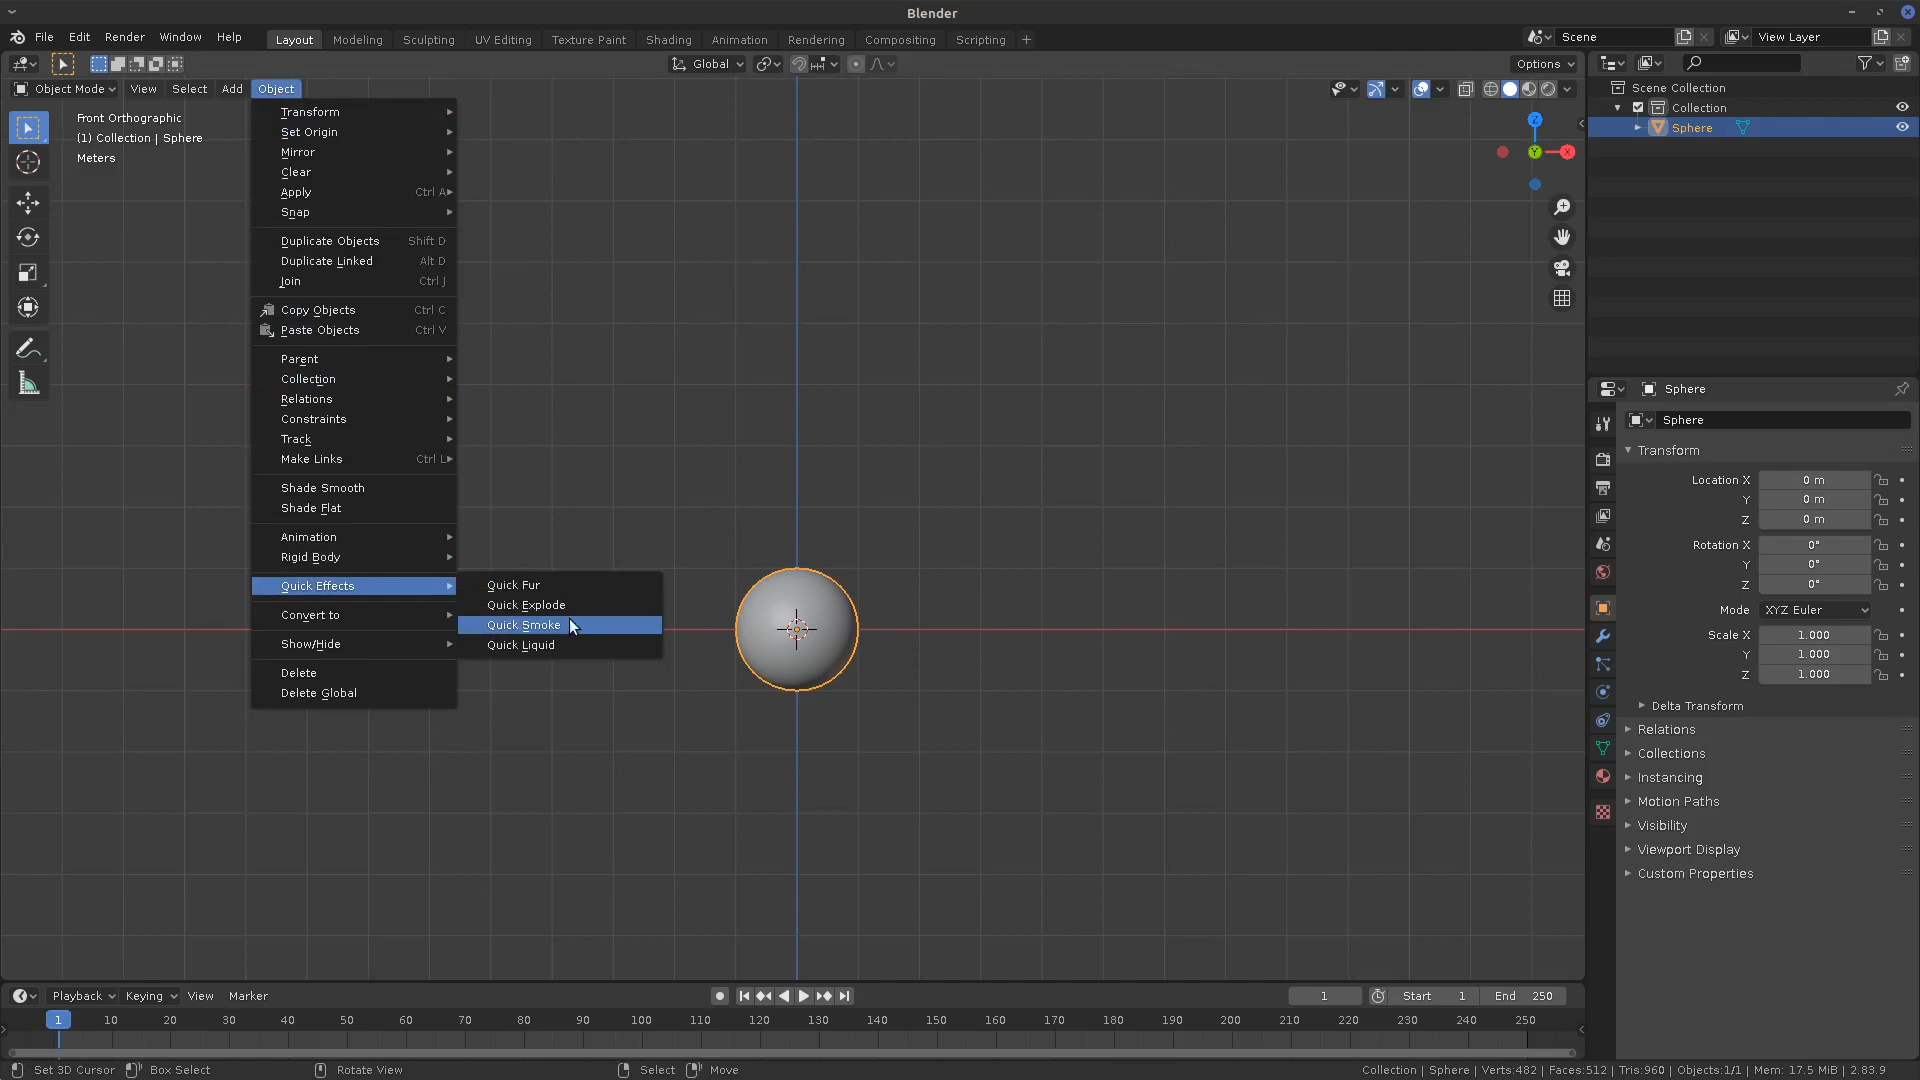 Blender
File Edit Render Window Help
Layout Modeling Sculpting UV Editing Texture Paint Shading Animation Rendering Compositing Scripting +
Scene
View Layer
Global
Options
Object Mode View Select Add Object
Front Orthographic
(1) Collection | Sphere
Meters
Transform
Set Origin
Mirror
Clear
Apply Ctrl A
Snap
Duplicate Objects Shift D
Duplicate Linked Alt D
Join Ctrl J
Copy Objects Ctrl C
Paste Objects Ctrl V
Parent
Collection
Relations
Constraints
Track
Make Links Ctrl L
Shade Smooth
Shade Flat
Animation
Rigid Body
Quick Effects
Convert to
Show/Hide
Delete
Delete Global
Quick Fur
Quick Explode
Quick Smoke
Quick Liquid
Z
Y
X
Scene Collection
Collection
Sphere
Sphere
Sphere
Transform
Location X 0 m
Y 0 m
Z 0 m
Rotation X 0°
Y 0°
Z 0°
Mode XYZ Euler
Scale X 1.000
Y 1.000
Z 1.000
Delta Transform
Relations
Collections
Instancing
Motion Paths
Visibility
Viewport Display
Custom Properties
Playback Keying View Marker
1 Start 1 End 250
1 10 20 30 40 50 60 70 80 90 100 110 120 130 140 150 160 170 180 190 200 210 220 230 240 250
Set 3D Cursor Box Select Rotate View Select Move
Collection | Sphere | Verts:482 | Faces:512 | Tris:960 | Objects:1/1 | Mem: 17.5 MiB | 2.83.9